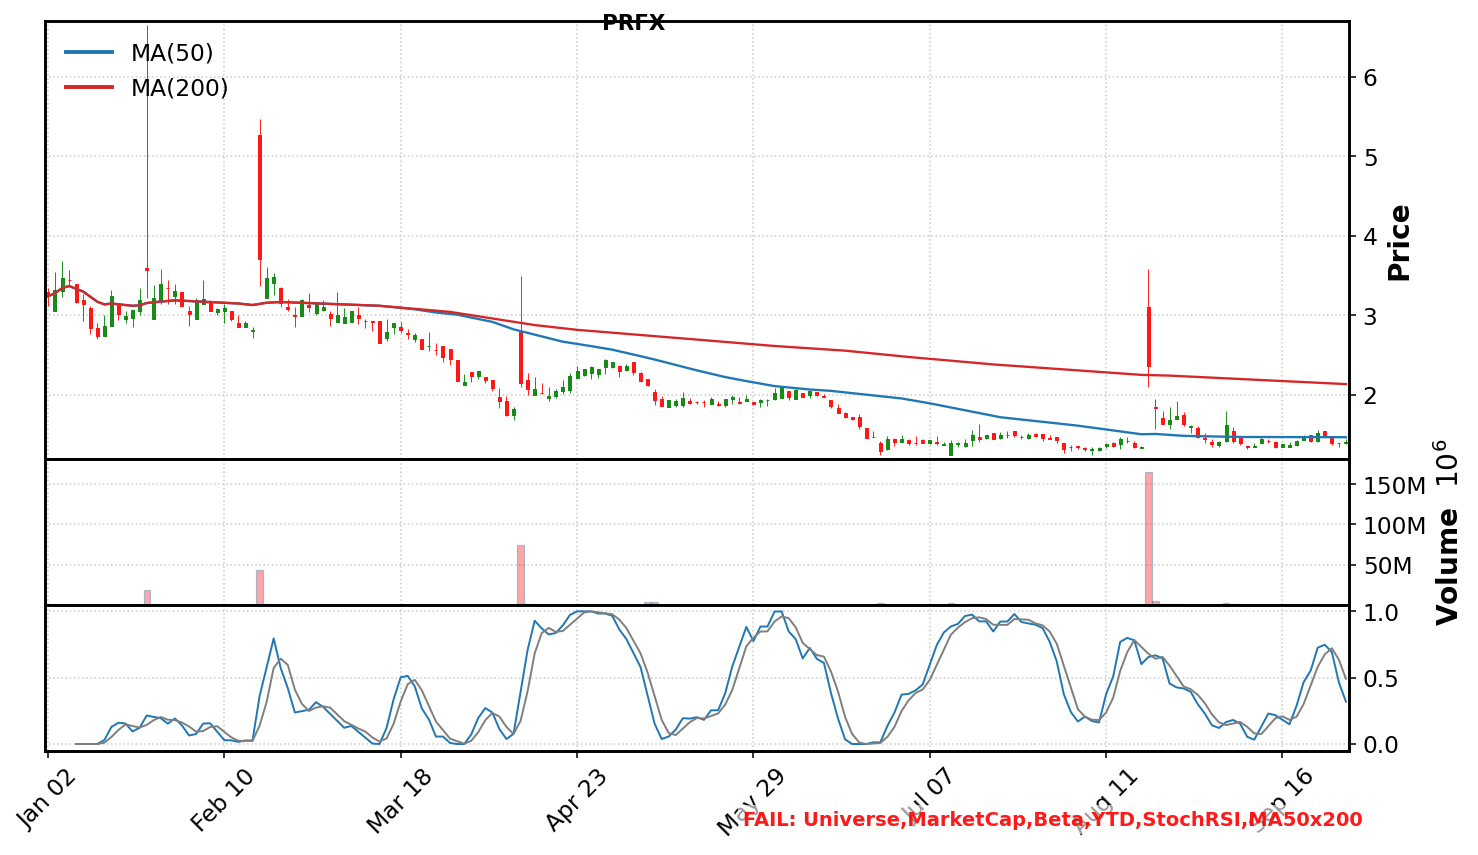 PRFX
MA(50)
MA(200)
6
5
4
3
2
Price
150M
100M
50M
Volume 10^6
1.0
0.5
0.0
Jan 02
Feb 10
Mar 18
Apr 23
May 29
Jul 07
Aug 11
Sep 16
FAIL: Universe,MarketCap,Beta,YTD,StochRSI,MA50x200